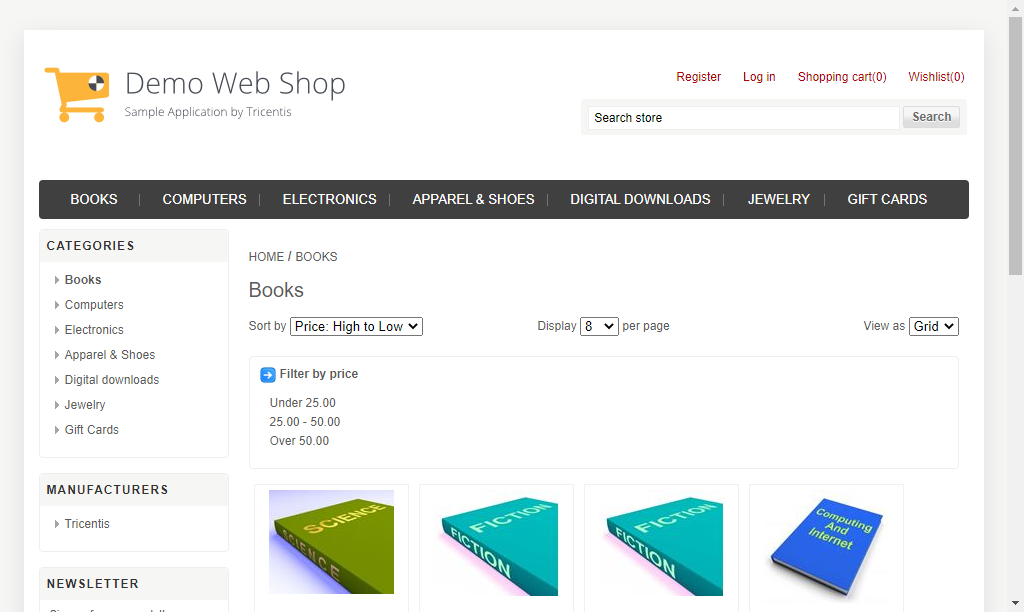 Demo Web Shop
Sample Application by Tricentis
Register Log in Shopping cart(0) Wishlist(0)
Search store Search
BOOKS COMPUTERS ELECTRONICS APPAREL & SHOES DIGITAL DOWNLOADS JEWELRY GIFT CARDS
CATEGORIES
Books
Computers
Electronics
Apparel & Shoes
Digital downloads
Jewelry
Gift Cards
MANUFACTURERS
Tricentis
NEWSLETTER
HOME / BOOKS
Books
Sort by Price: High to Low Display 8 per page View as Grid
Filter by price
Under 25.00
25.00 - 50.00
Over 50.00
SCIENCE
SCIENCE
FICTION
FICTION
FICTION
FICTION
Computing
And
Internet